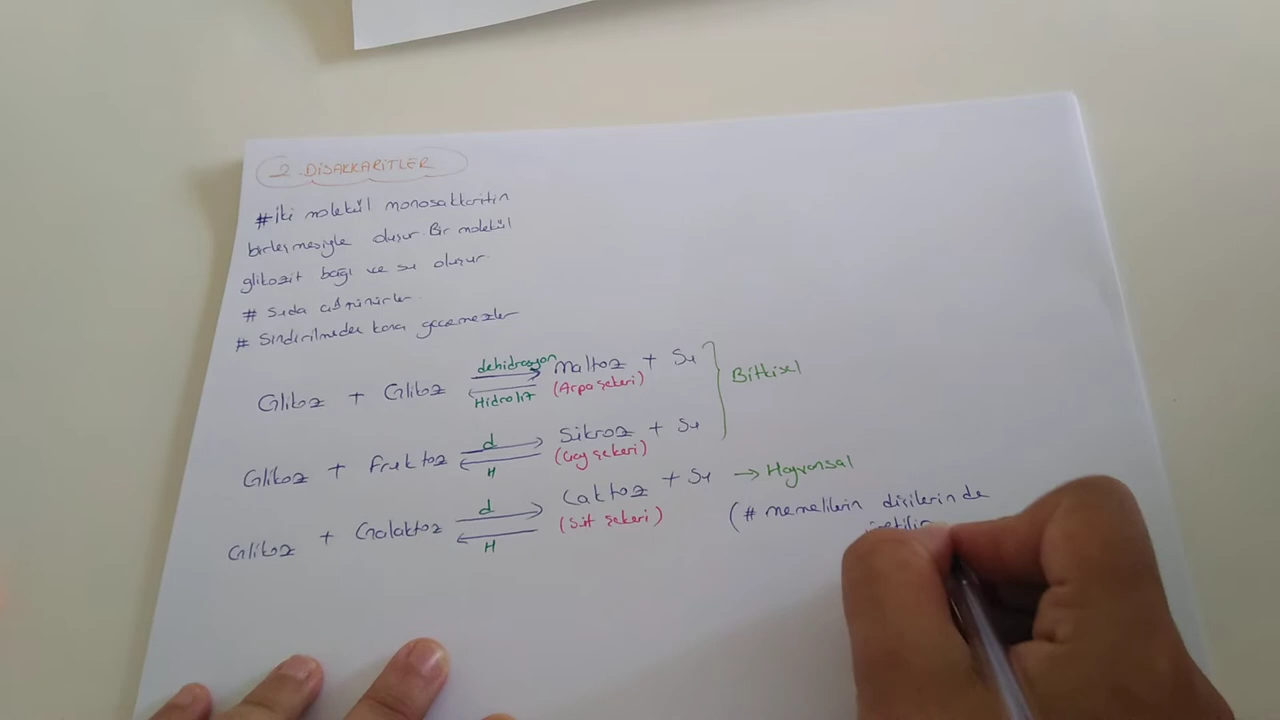 2. DİSAKKARİTLER
#İki molekül monosakkaritin
birleşmesiyle oluşur. Bir molekül
glikozit bağı ve su oluşur.
# Suda çözünürler.
# Sindirilmeden kana geçemezler
Glikoz + Glikoz dehidrasyon Hidroliz maltoz + Su
(Arpa şekeri)
Bitkisel
Glikoz + Fruktoz d H Sükroz + Su
(Çay şekeri)
Glikoz + Galaktoz d H Laktoz + Su → Hayvansal
(Süt şekeri)
(# memelilerin dişilerinde
üretilir